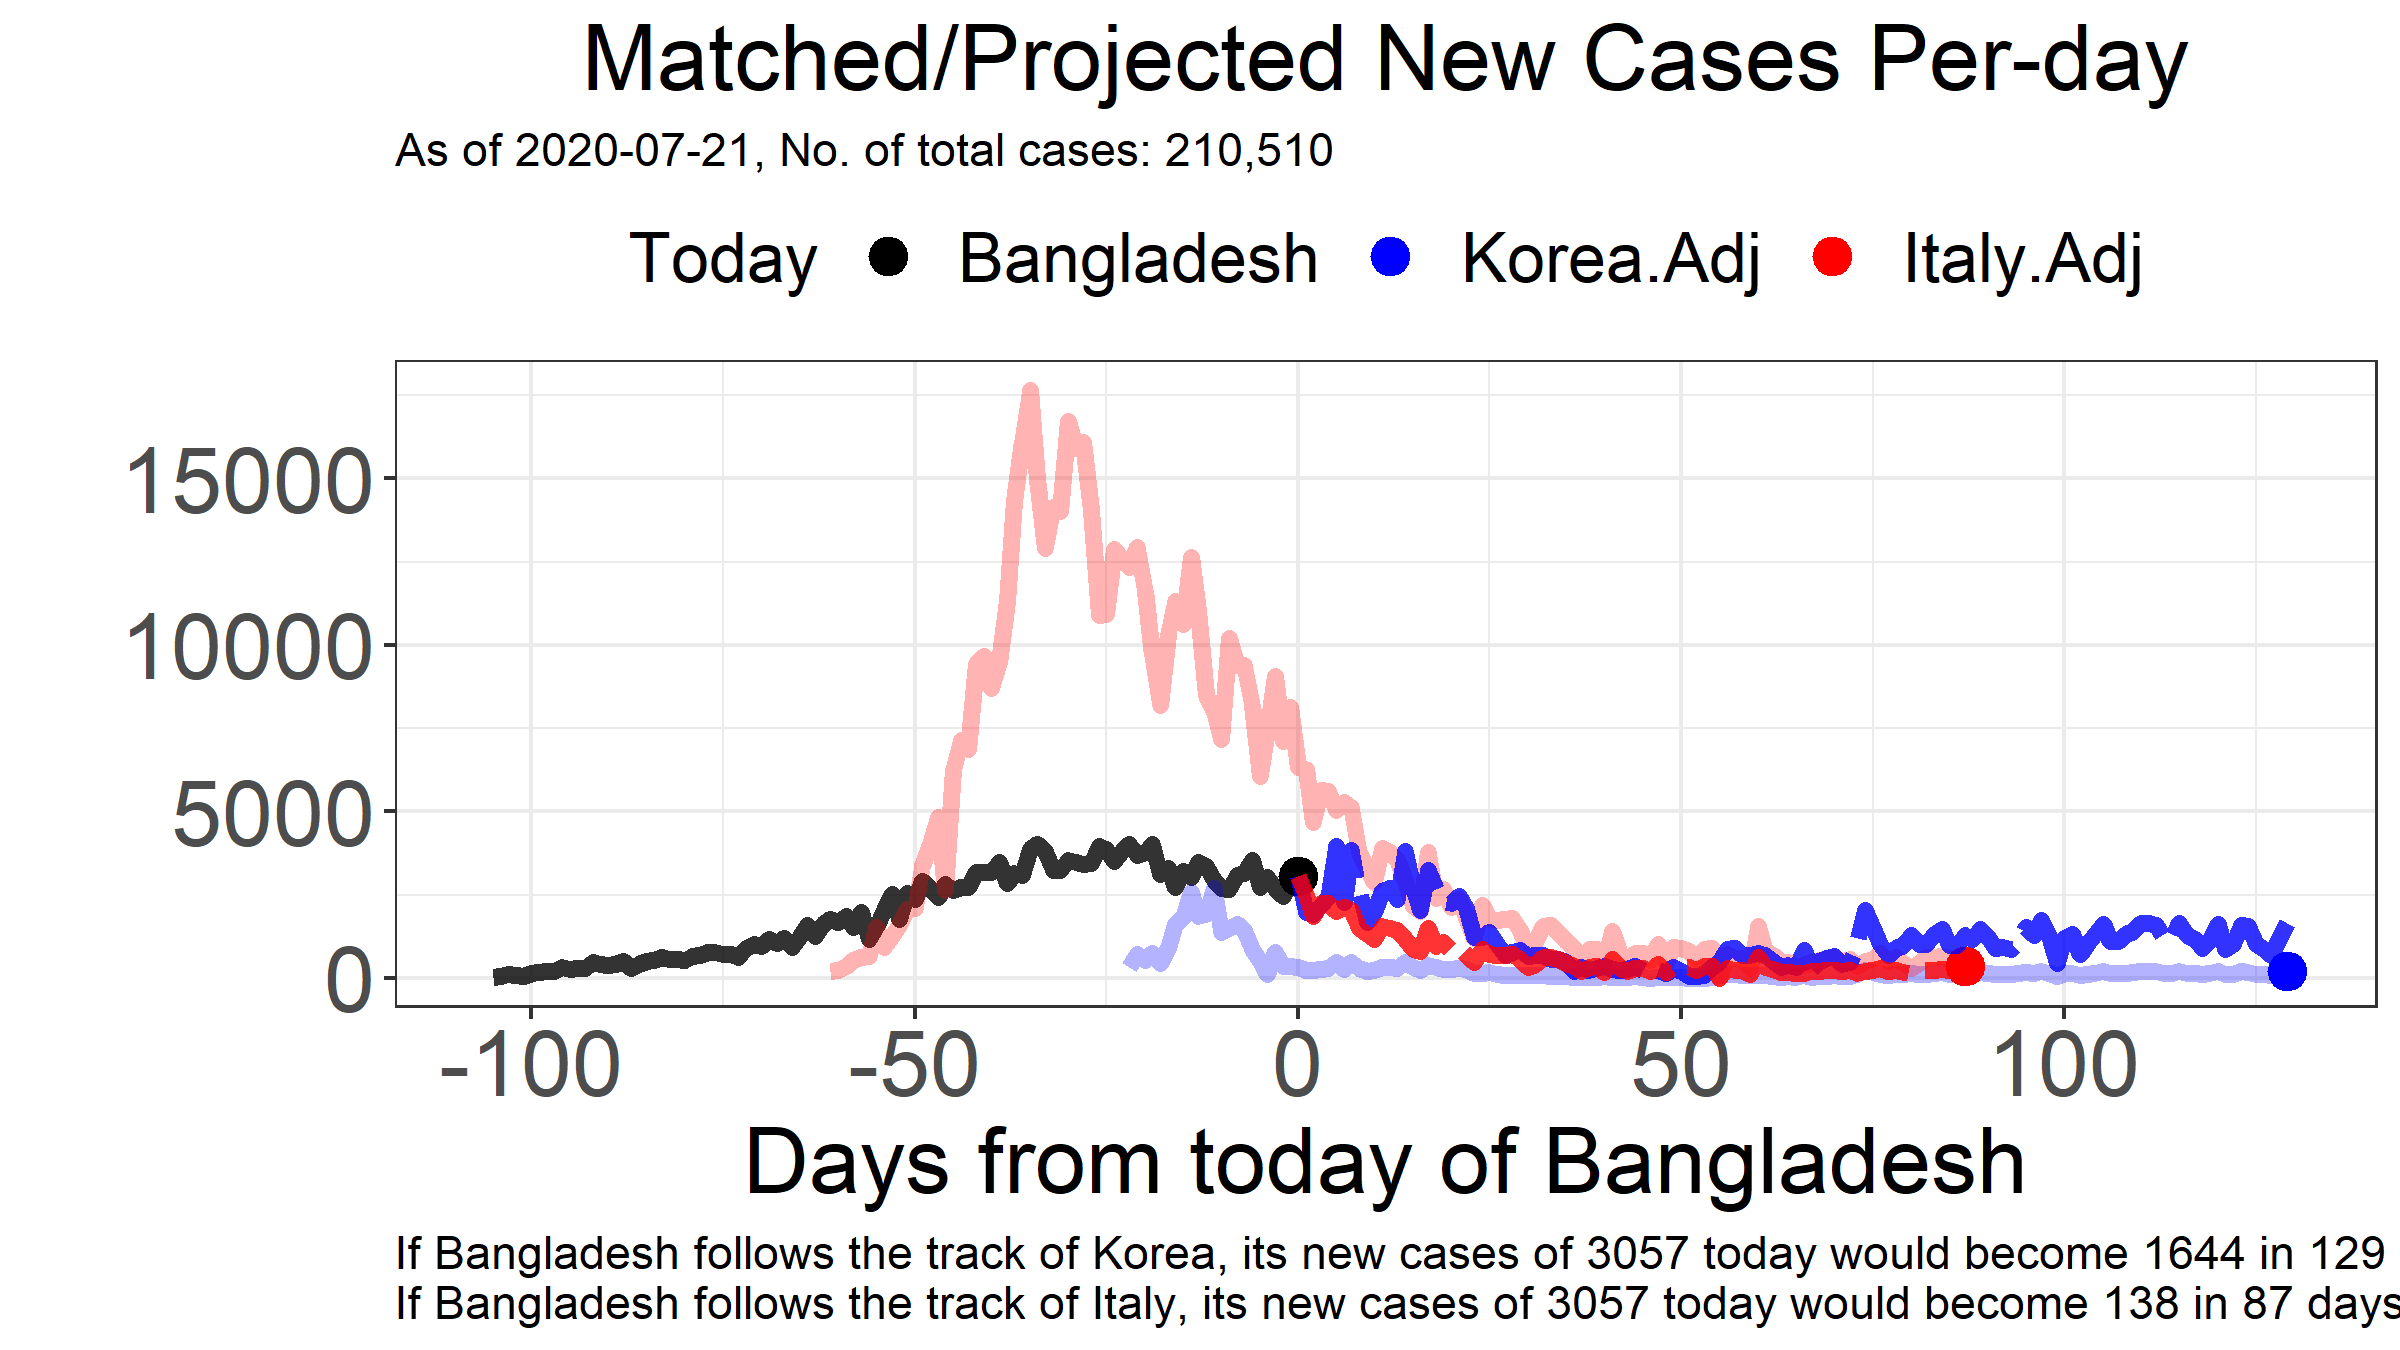 Matched/Projected New Cases Per-day
As of 2020-07-21, No. of total cases: 210,510
Today Bangladesh Korea.Adj Italy.Adj
15000
10000
5000
0
-100 -50 0 50 100
Days from today of Bangladesh
If Bangladesh follows the track of Korea, its new cases of 3057 today would become 1644 in 129
If Bangladesh follows the track of Italy, its new cases of 3057 today would become 138 in 87 days